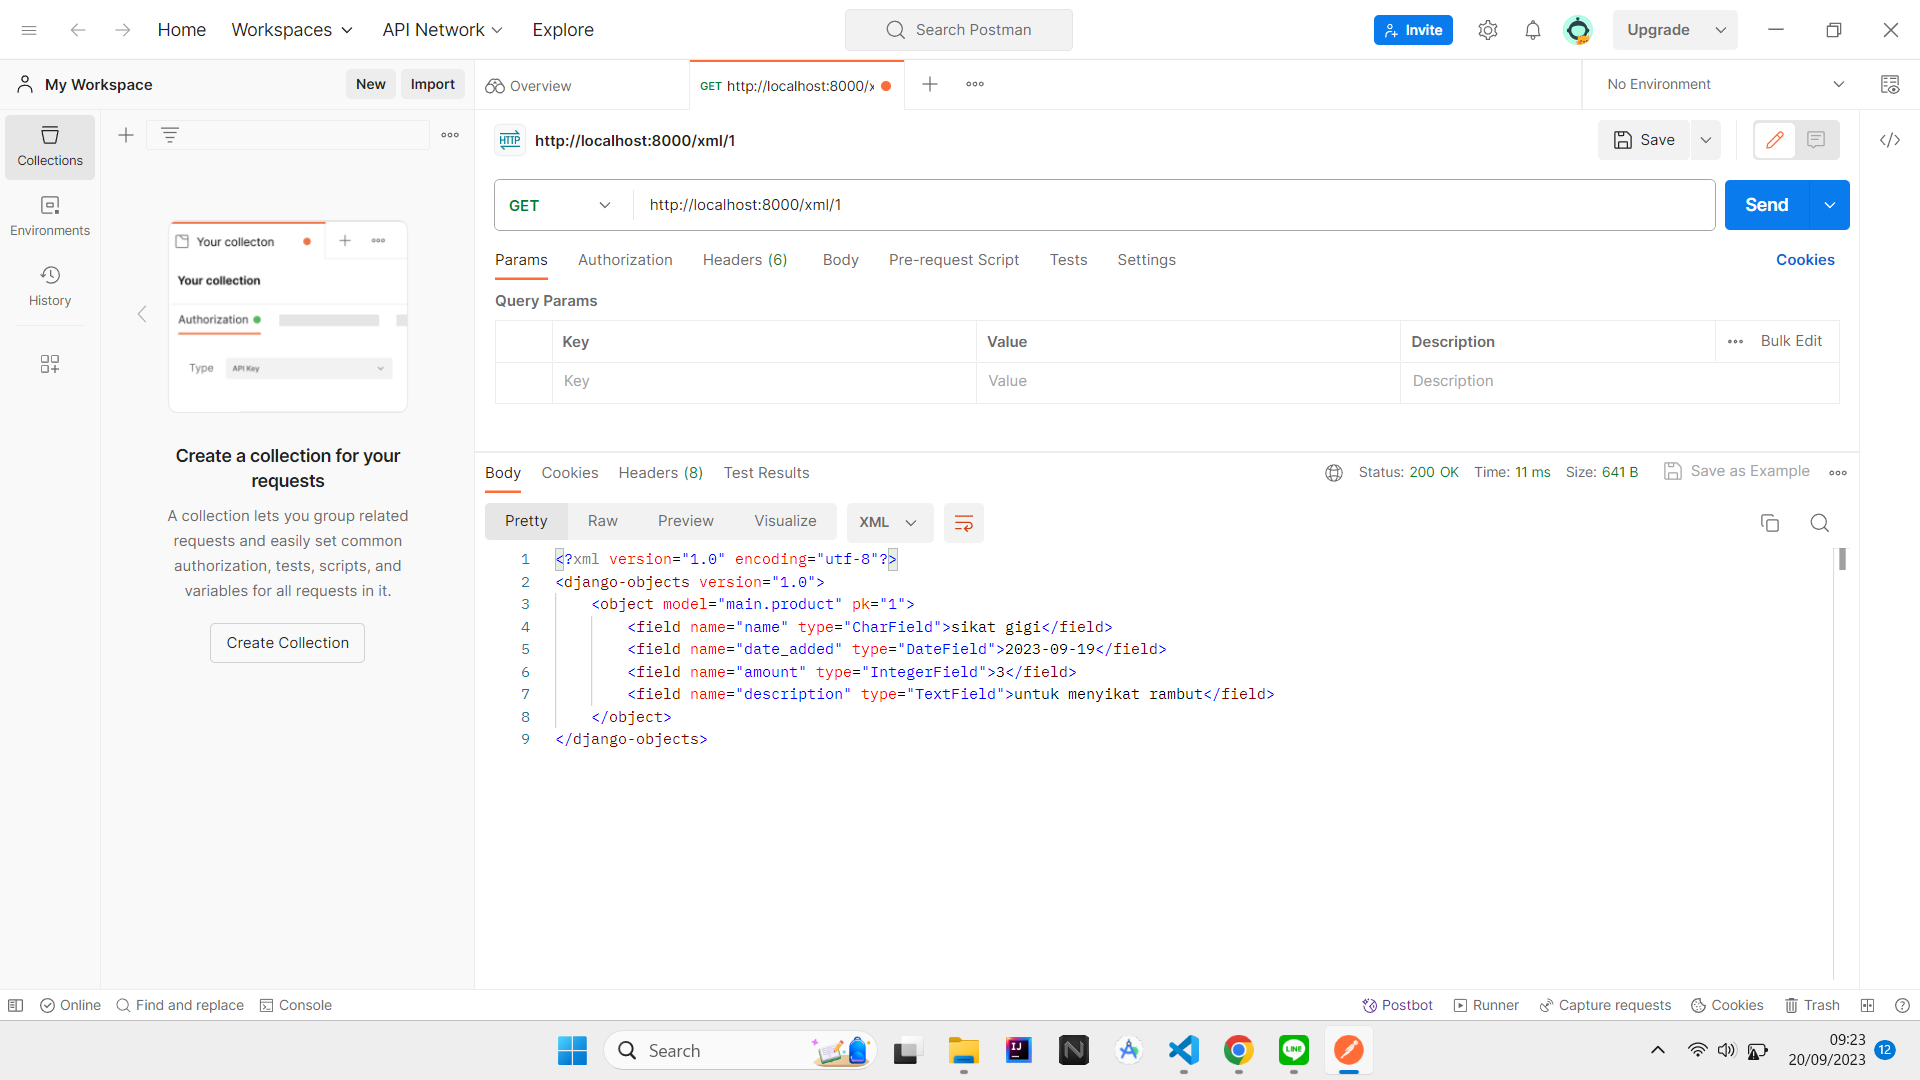 Home Workspaces API Network Explore Search Postman Invite Upgrade
My Workspace New Import Overview GET http://localhost:8000/x No Environment
HTTP http://localhost:8000/xml/1 Save
Collections
Environments
History
Your collecton
Your collection
Authorization
Type API Key
Create a collection for your
requests
A collection lets you group related
requests and easily set common
authorization, tests, scripts, and
variables for all requests in it.
Create Collection
GET http://localhost:8000/xml/1 Send
Params Authorization Headers (6) Body Pre-request Script Tests Settings Cookies
Query Params
Key Value Description Bulk Edit
Key Value Description
Body Cookies Headers (8) Test Results Status: 200 OK Time: 11 ms Size: 641 B Save as Example
Pretty Raw Preview Visualize XML
1 <?xml version="1.0" encoding="utf-8"?>
2 <django-objects version="1.0">
3 <object model="main.product" pk="1">
4 <field name="name" type="CharField">sikat gigi</field>
5 <field name="date_added" type="DateField">2023-09-19</field>
6 <field name="amount" type="IntegerField">3</field>
7 <field name="description" type="TextField">untuk menyikat rambut</field>
8 </object>
9 </django-objects>
Online Find and replace Console Postbot Runner Capture requests Cookies Trash
Search IJ N LINE 09:23
20/09/2023 12